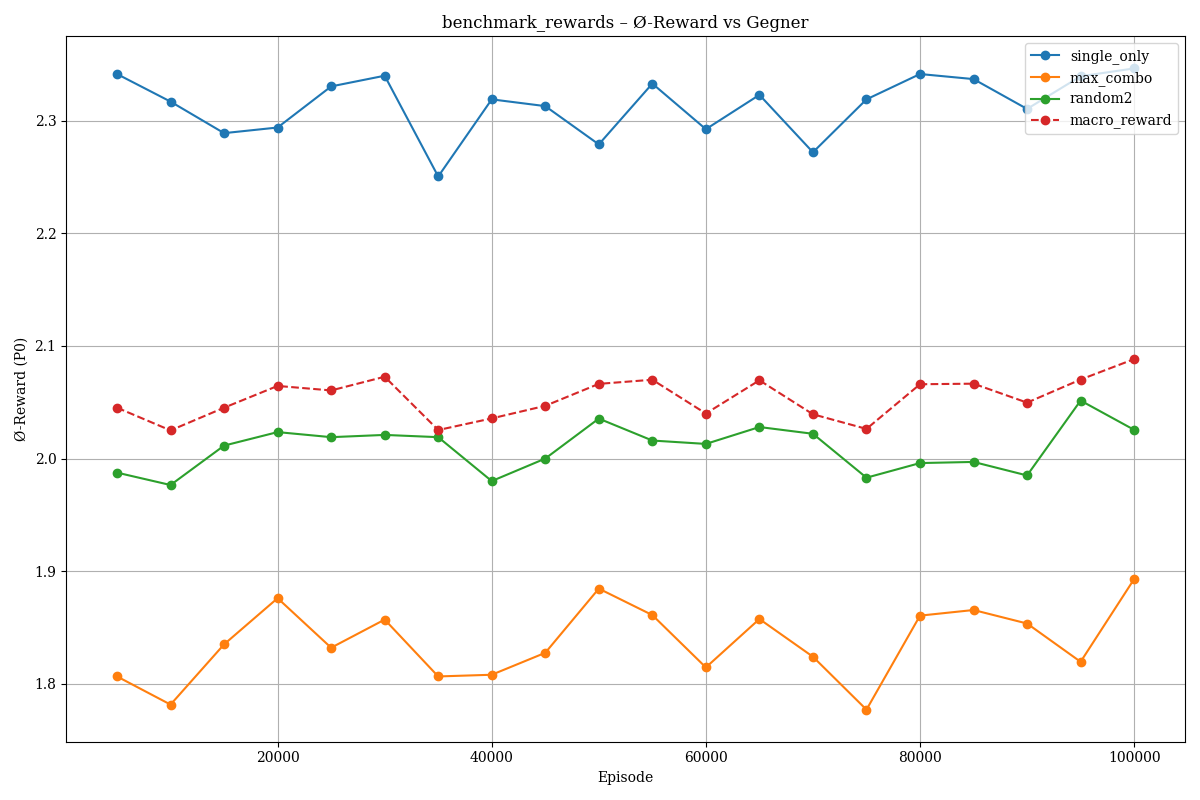 benchmark_rewards – Ø-Reward vs Gegner
single_only
max_combo
random2
macro_reward
Ø-Reward (P0)
2.3
2.2
2.1
2.0
1.9
1.8
20000 40000 60000 80000 100000
Episode